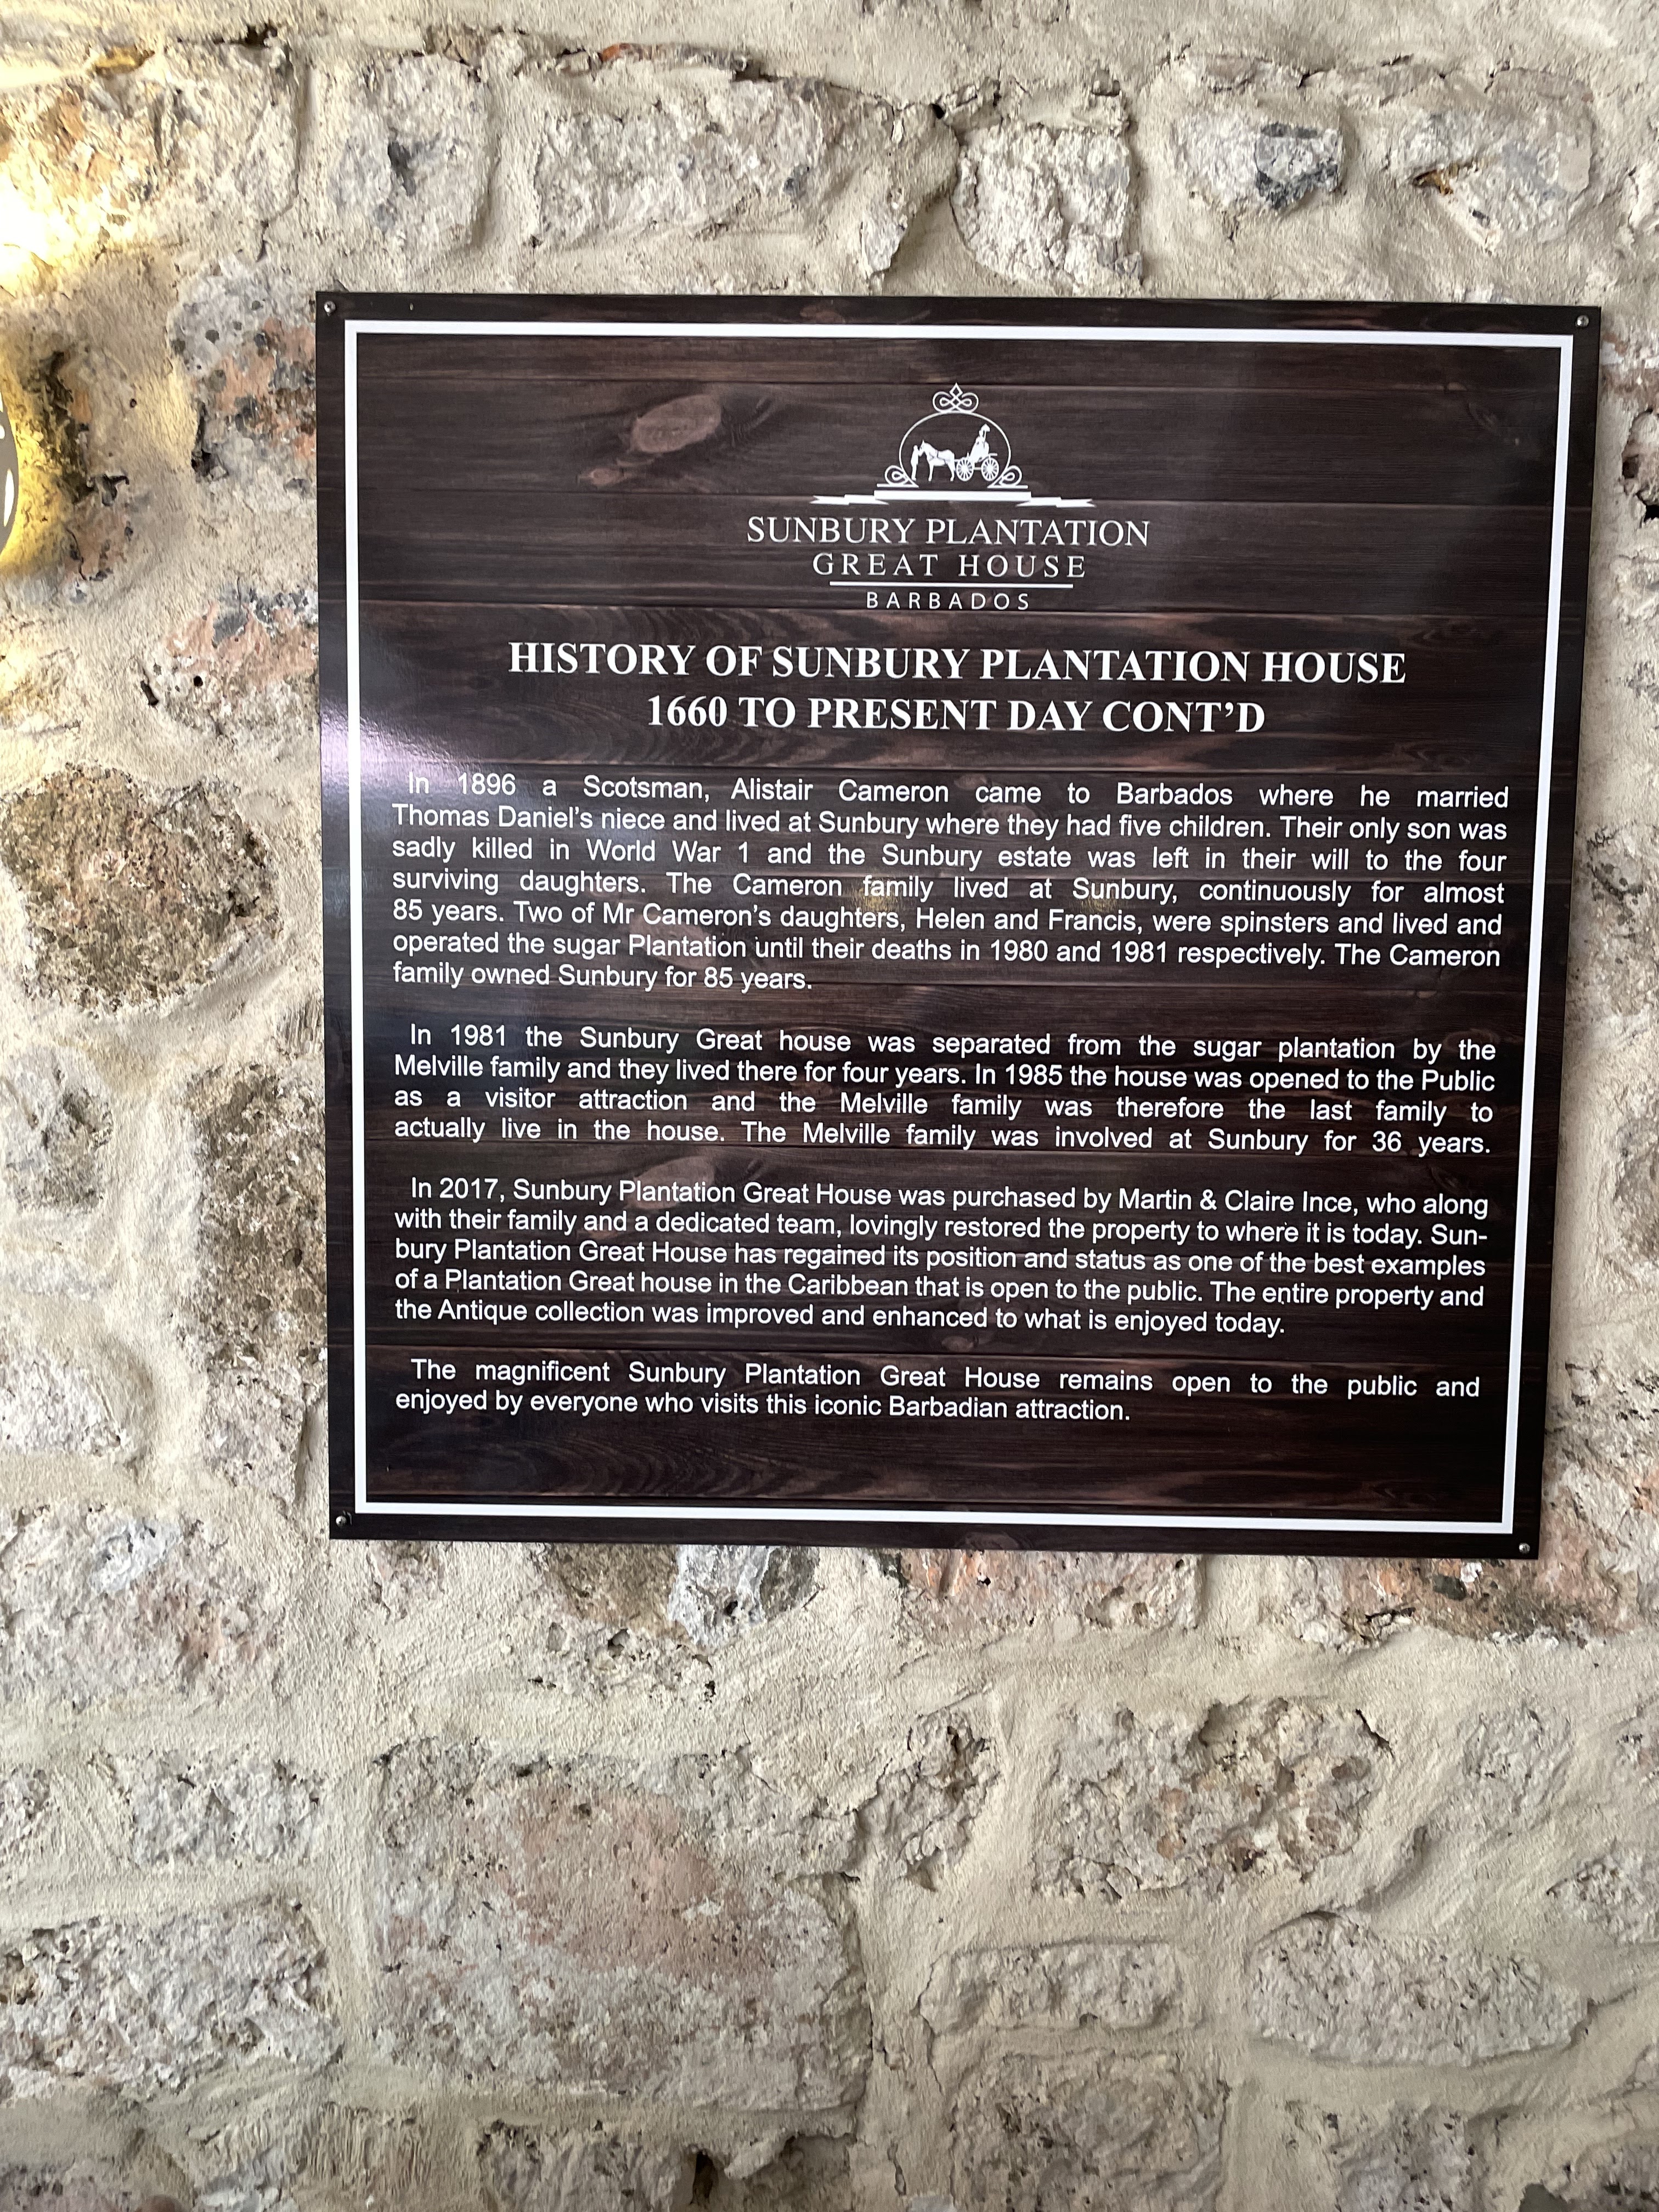 SUNBURY PLANTATION
GREAT HOUSE
BARBADOS
HISTORY OF SUNBURY PLANTATION HOUSE
1660 TO PRESENT DAY CONT'D
In 1896 a Scotsman, Alistair Cameron came to Barbados where he married
Thomas Daniel's niece and lived at Sunbury where they had five children. Their only son was
sadly killed in World War 1 and the Sunbury estate was left in their will to the four
surviving daughters. The Cameron family lived at Sunbury, continuously for almost
85 years. Two of Mr Cameron's daughters, Helen and Francis, were spinsters and lived and
operated the sugar Plantation until their deaths in 1980 and 1981 respectively. The Cameron
family owned Sunbury for 85 years.
In 1981 the Sunbury Great house was separated from the sugar plantation by the
Melville family and they lived there for four years. In 1985 the house was opened to the Public
as a visitor attraction and the Melville family was therefore the last family to
actually live in the house. The Melville family was involved at Sunbury for 36 years.
In 2017, Sunbury Plantation Great House was purchased by Martin & Claire Ince, who along
with their family and a dedicated team, lovingly restored the property to where it is today. Sun-
bury Plantation Great House has regained its position and status as one of the best examples
of a Plantation Great house in the Caribbean that is open to the public. The entire property and
the Antique collection was improved and enhanced to what is enjoyed today.
The magnificent Sunbury Plantation Great House remains open to the public and
enjoyed by everyone who visits this iconic Barbadian attraction.